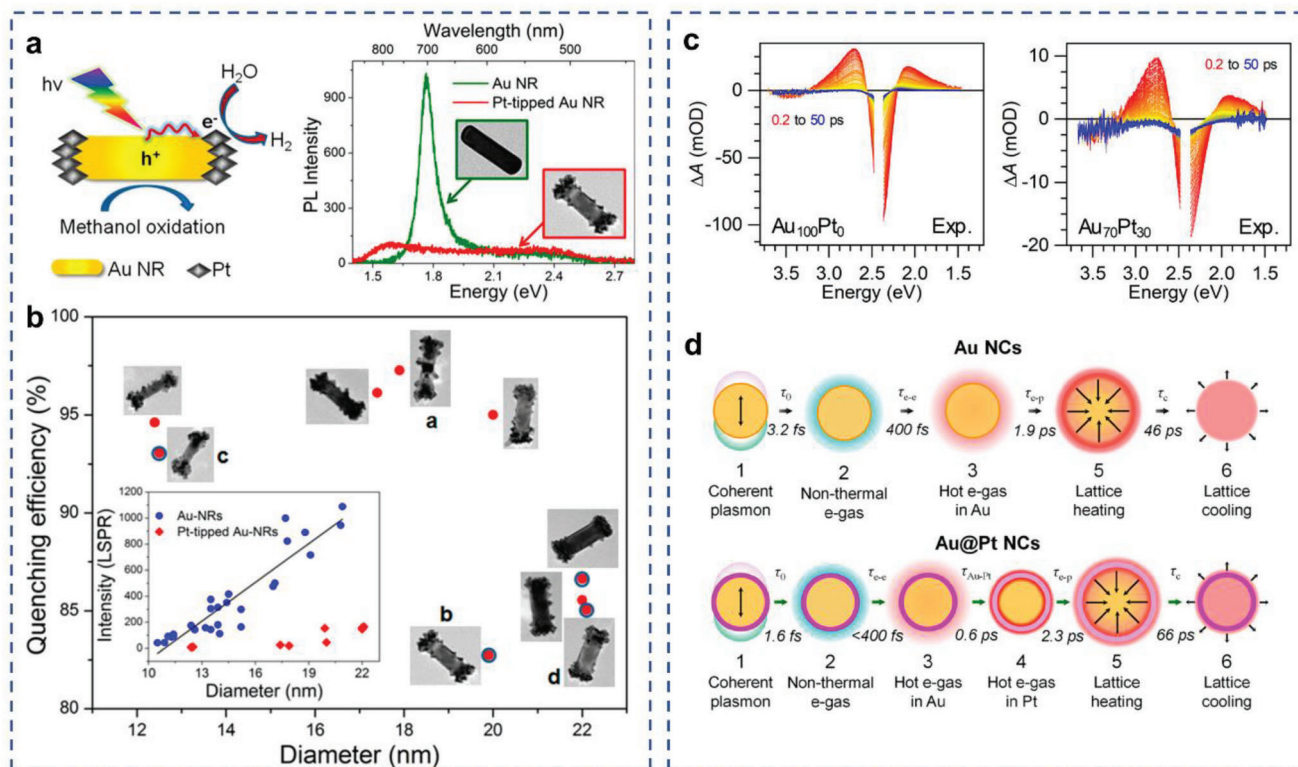 a
hν
H2O
e-
H2
h+
Methanol oxidation
Au NR
Pt
Wavelength (nm)
800 700 600 500
Au NR
Pt-tipped Au NR
PL Intensity
900
600
300
0
1.5 1.8 2.1 2.4 2.7
Energy (eV)
b
Quenching efficiency (%)
100
95
90
85
80
a
c
b
d
Intensity (LSPR)
1200
1000
800
600
400
200
0
Au-NRs
Pt-tipped Au-NRs
10 13 16 19 22
Diameter (nm)
12 14 16 18 20 22
Diameter (nm)
c
ΔA (mOD)
0
-50
-100
0.2 to 50 ps
Au100Pt0
Exp.
3.5 3.0 2.5 2.0 1.5
Energy (eV)
ΔA (mOD)
10
0
-10
-20
0.2 to 50 ps
Au70Pt30
Exp.
3.5 3.0 2.5 2.0 1.5
Energy (eV)
d
Au NCs
τ0 τe-e τe-p τc
3.2 fs 400 fs 1.9 ps 46 ps
1 2 3 5 6
Coherent plasmon
Non-thermal e-gas
Hot e-gas in Au
Lattice heating
Lattice cooling
Au@Pt NCs
τ0 τe-e τAu-Pt τe-p τc
1.6 fs <400 fs 0.6 ps 2.3 ps 66 ps
1 2 3 4 5 6
Coherent plasmon
Non-thermal e-gas
Hot e-gas in Au
Hot e-gas in Pt
Lattice heating
Lattice cooling